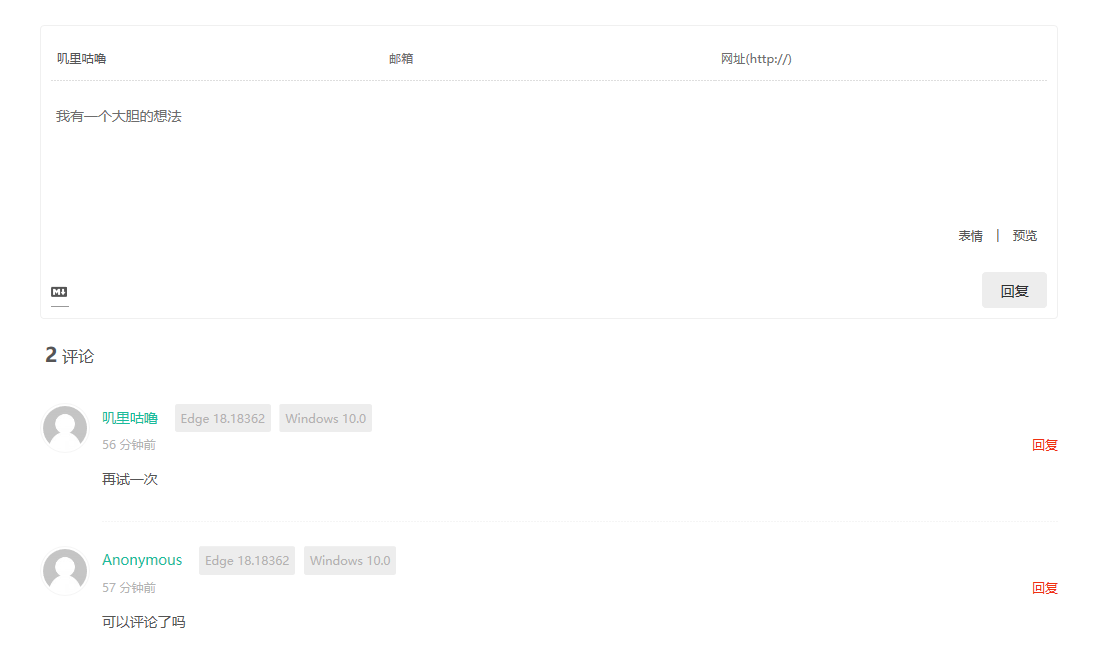 叽里咕噜 邮箱 网址(http://)
我有一个大胆的想法
表情 | 预览
M↓ 回复
2 评论
叽里咕噜 Edge 18.18362 Windows 10.0
56 分钟前 回复
再试一次
Anonymous Edge 18.18362 Windows 10.0
57 分钟前 回复
可以评论了吗